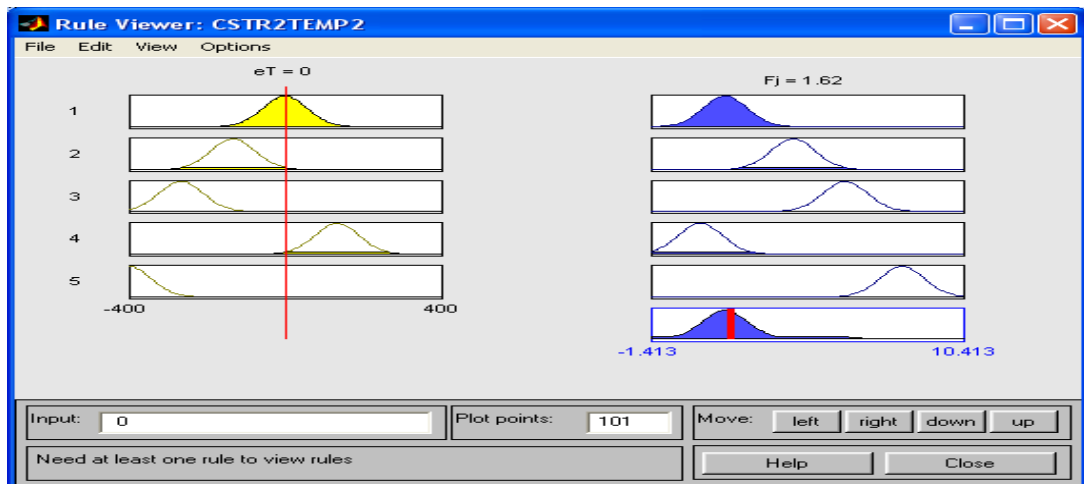 Rule Viewer: CSTR2TEMP2
File Edit View Options
eT = 0
Fj = 1.62
1
2
3
4
5
-400 400
-1.413 10.413
Input: 0 Plot points: 101 Move: left right down up
Need at least one rule to view rules Help Close